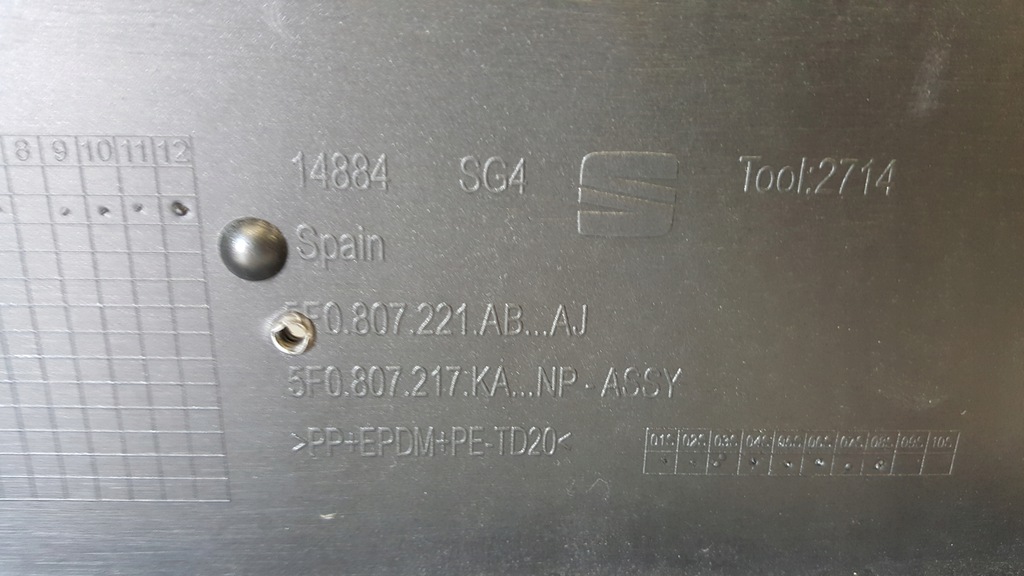 8 9 10 11 12
14884 SG4 Tool:2714
Spain
5F0.807.221.AB...AJ
5F0.807.217.KA...NP - ASSY
>PP+EPDM+PE-TD20<